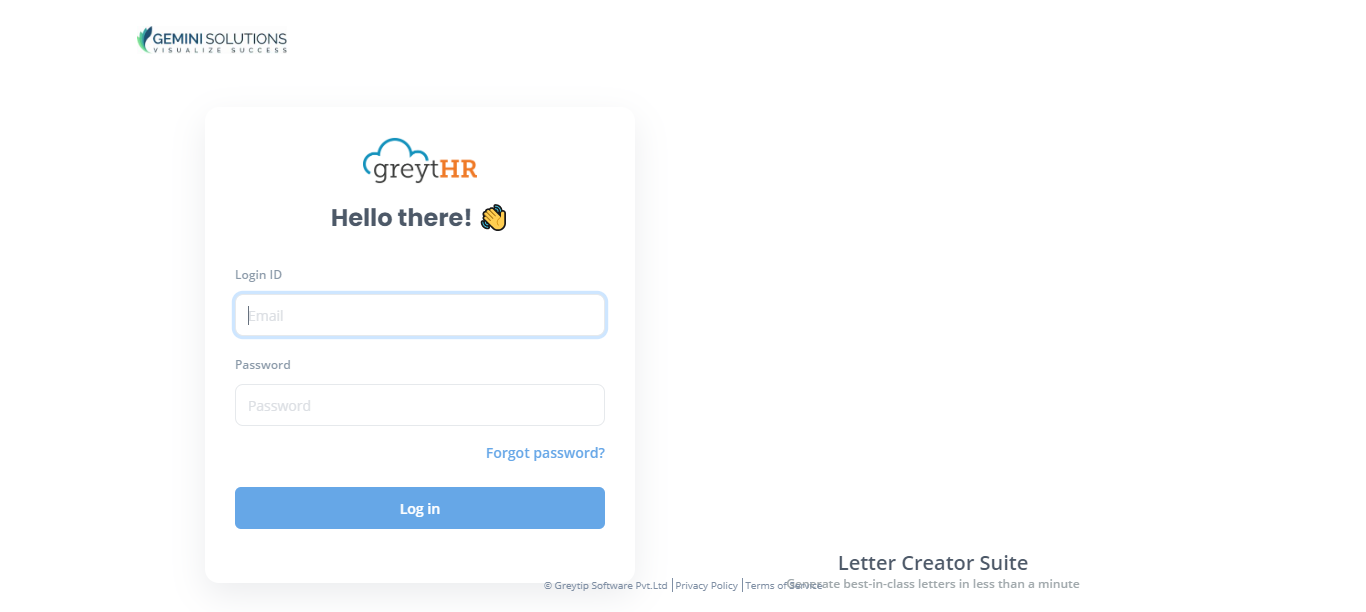 GEMINI SOLUTIONS
VISUALIZE SUCCESS
greytHR
Hello there!
Login ID
Email
Password
Password
Forgot password?
Log in
Letter Creator Suite
Generate best-in-class letters in less than a minute
© Greytip Software Pvt.Ltd | Privacy Policy | Terms of Service